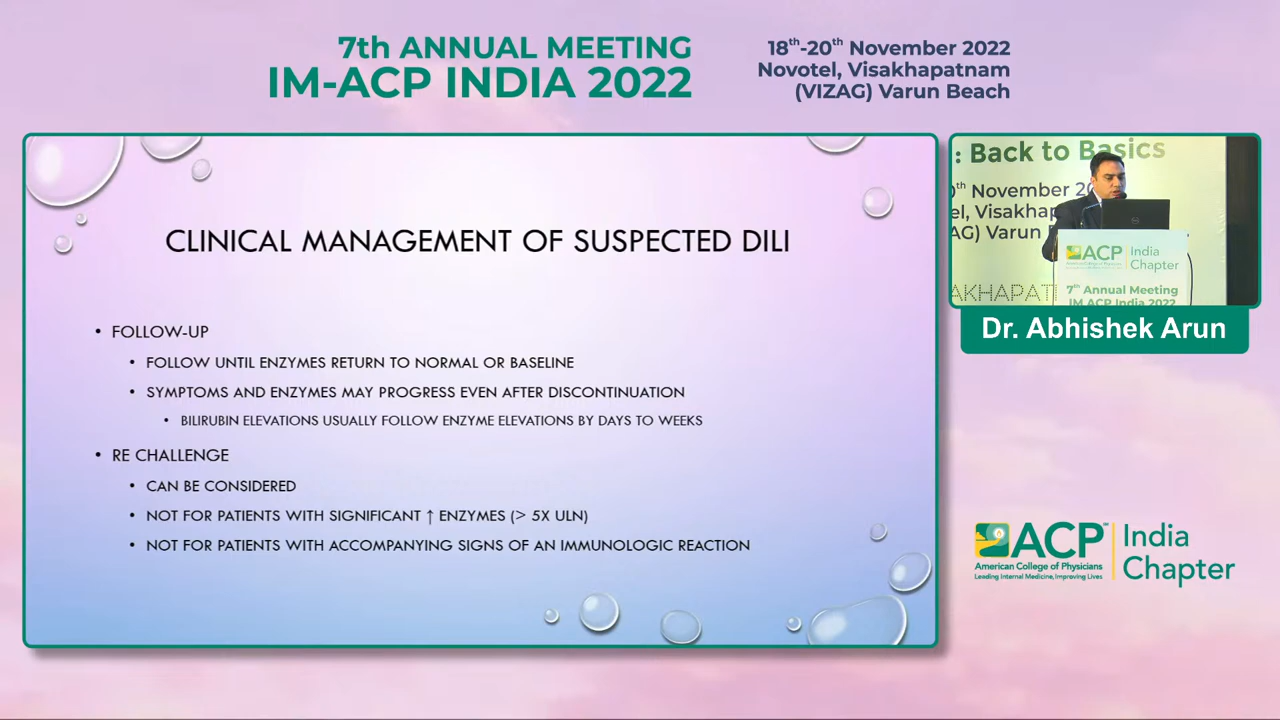 7th ANNUAL MEETING
IM-ACP INDIA 2022
18th-20th November 2022
Novotel, Visakhapatnam
(VIZAG) Varun Beach
CLINICAL MANAGEMENT OF SUSPECTED DILI
• FOLLOW-UP
• FOLLOW UNTIL ENZYMES RETURN TO NORMAL OR BASELINE
• SYMPTOMS AND ENZYMES MAY PROGRESS EVEN AFTER DISCONTINUATION
• BILIRUBIN ELEVATIONS USUALLY FOLLOW ENZYME ELEVATIONS BY DAYS TO WEEKS
• RE CHALLENGE
• CAN BE CONSIDERED
• NOT FOR PATIENTS WITH SIGNIFICANT ↑ ENZYMES (> 5X ULN)
• NOT FOR PATIENTS WITH ACCOMPANYING SIGNS OF AN IMMUNOLOGIC REACTION
: Back to Basics
th November 20
el, Visakhap
AG) Varun
AKHAPAT
ACP India
Chapter
7th Annual Meeting
IM ACP India 2022
Dr. Abhishek Arun
ACP India
American College of Physicians Chapter
Leading Internal Medicine, Improving Lives